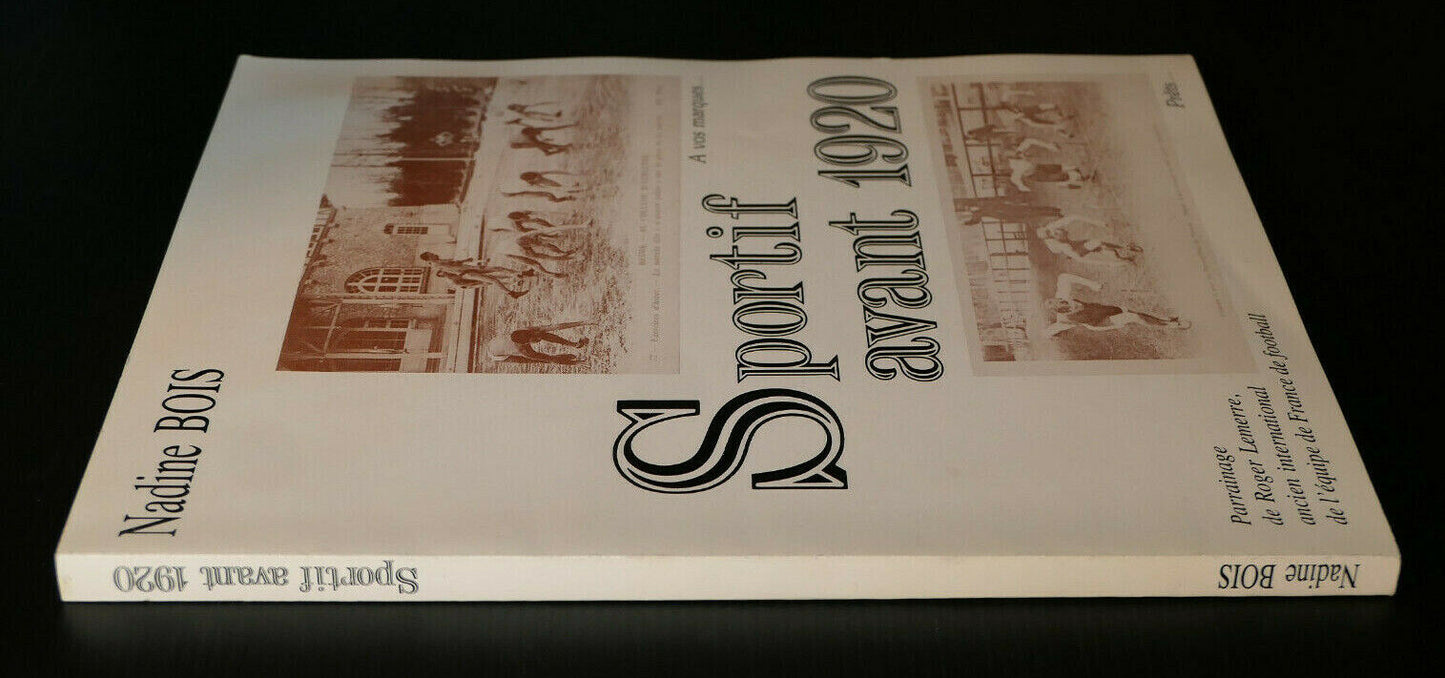 Nadine BOIS
A vos marques...
Sportif
avant 1920
Prêts...
Parrainage
de Roger Lemerre,
ancien international
de l'équipe de France de football
Sportif avant 1920
Nadine BOIS